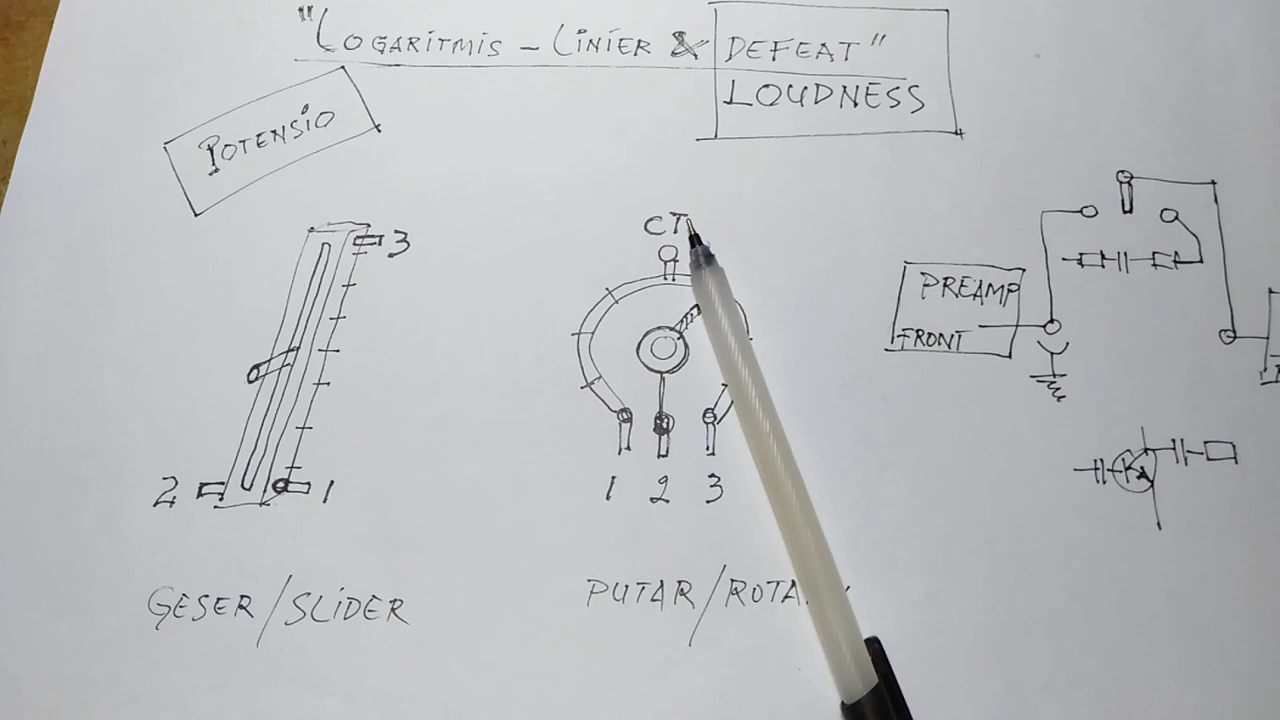 "LOGARITMIS - LINIER & DEFEAT"
LOUDNESS
POTENSIO
3
2
1
GESER/SLIDER
CT
1 2 3
PUTAR/ROTA
PREAMP
FRONT